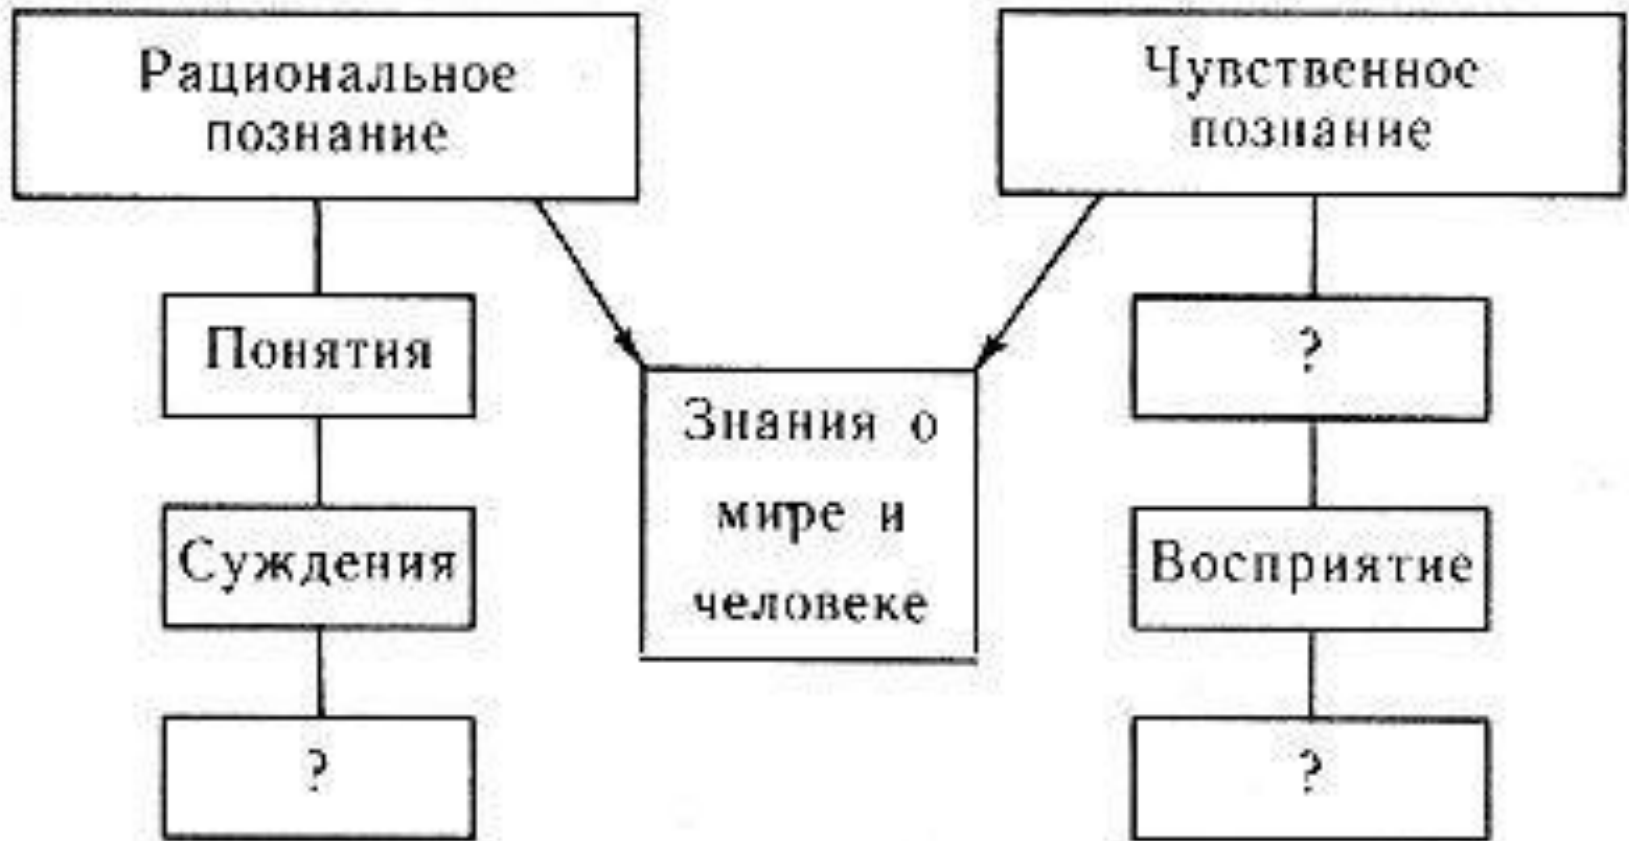 Рациональное
познание
Чувственное
познание
Понятия
?
Знания о
мире и
человеке
Суждения
Восприятие
?
?